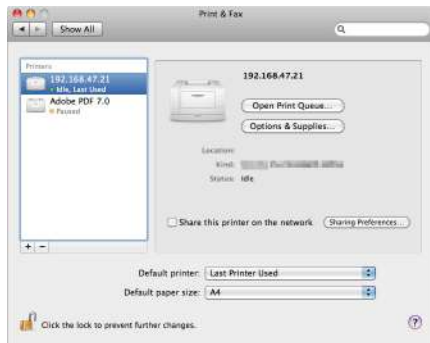 Print & Fax
Show All
Printers
192.168.47.21
Idle, Last Used
Adobe PDF 7.0
Paused
192.168.47.21
Open Print Queue...
Options & Supplies...
Location:
Kind:
Status: Idle
Share this printer on the network
Sharing Preferences...
+ -
Default printer: Last Printer Used
Default paper size: A4
Click the lock to prevent further changes.
?